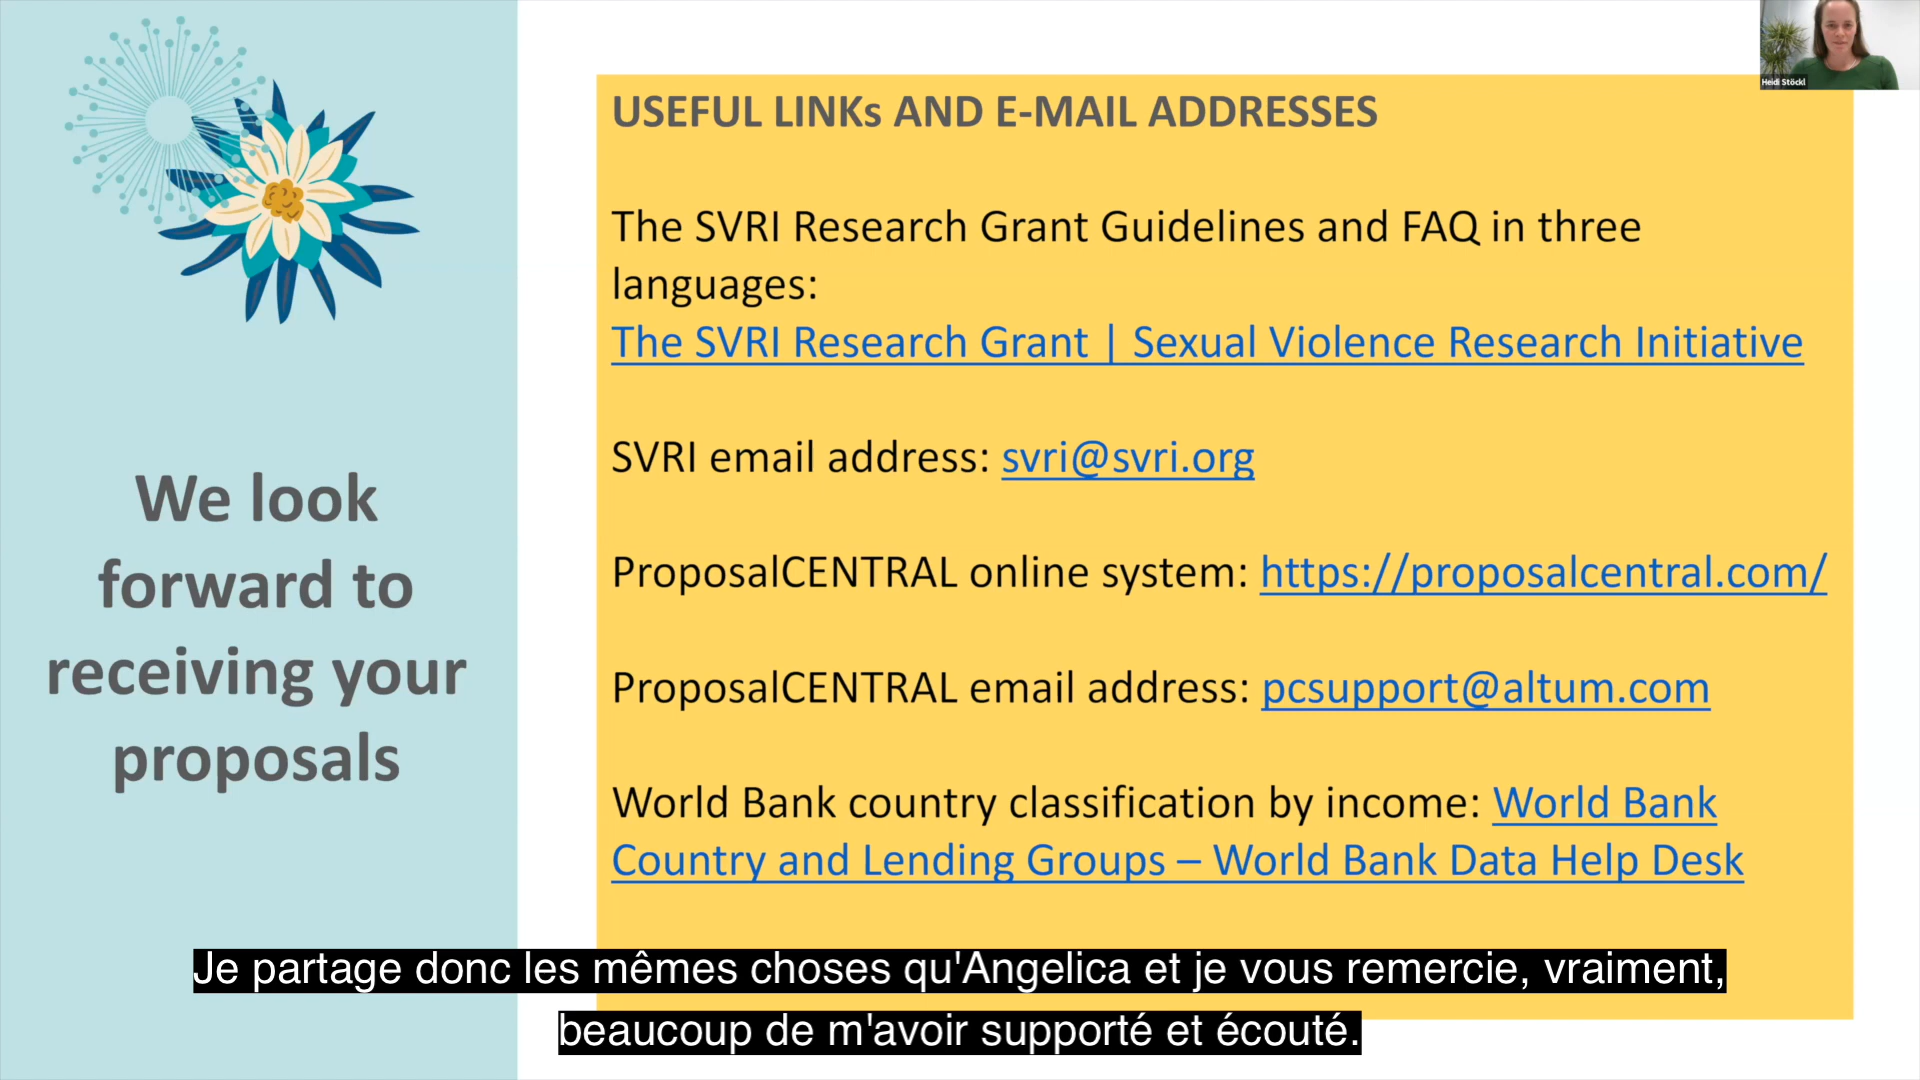 We look
forward to
receiving your
proposals
USEFUL LINKs AND E-MAIL ADDRESSES
The SVRI Research Grant Guidelines and FAQ in three
languages:
The SVRI Research Grant | Sexual Violence Research Initiative
SVRI email address: svri@svri.org
ProposalCENTRAL online system: https://proposalcentral.com/
ProposalCENTRAL email address: pcsupport@altum.com
World Bank country classification by income: World Bank
Country and Lending Groups – World Bank Data Help Desk
Heidi Stöckl
Je partage donc les mêmes choses qu'Angelica et je vous remercie, vraiment,
beaucoup de m'avoir supporté et écouté.